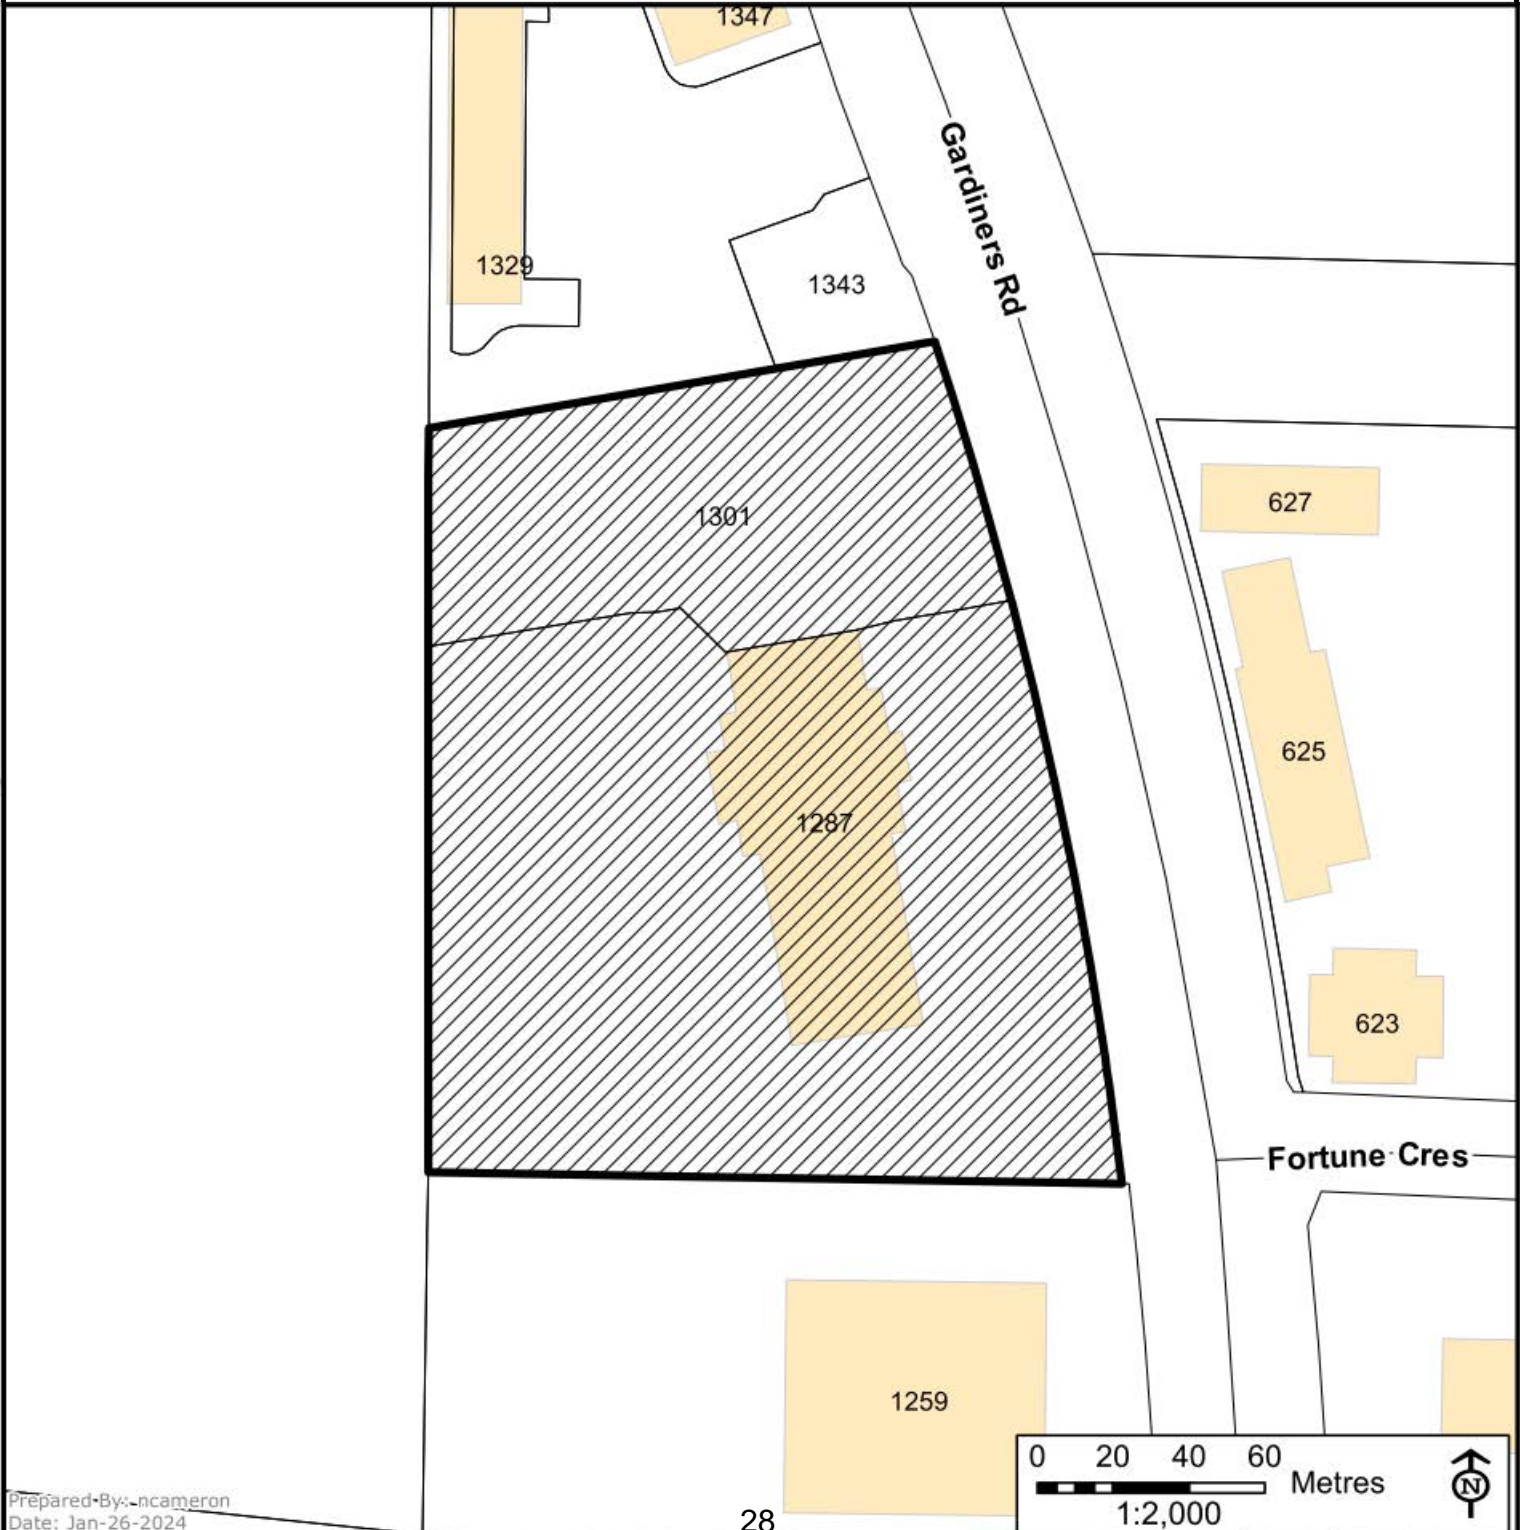 1347
Gardiners Rd
1329
1343
1301
627
625
1287
623
Fortune Cres
1259
0 20 40 60
Metres
N
1:2,000
Prepared By: ncameron
Date: Jan-26-2024
28